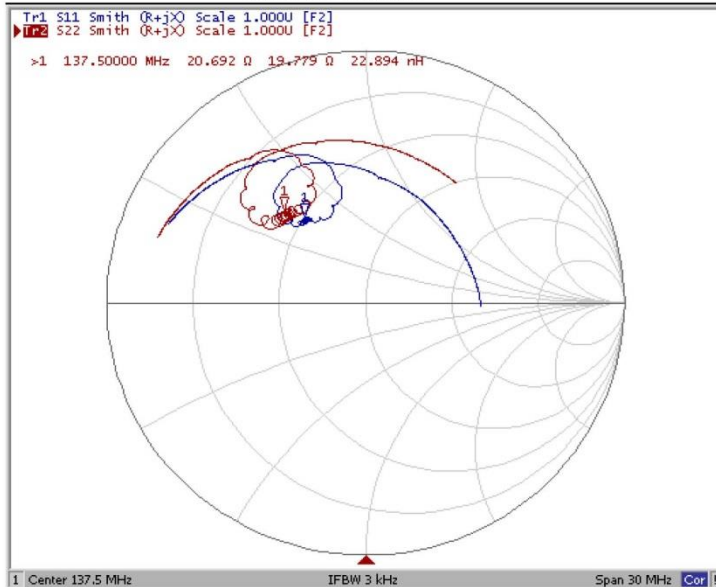 Tr1 S11 Smith (R+jX) Scale 1.000U [F2]
Tr2 S22 Smith (R+jX) Scale 1.000U [F2]
>1 137.50000 MHz 20.692 Ω 19.779 Ω 22.894 nH
1 1
1 Center 137.5 MHz IFBW 3 kHz Span 30 MHz Cor